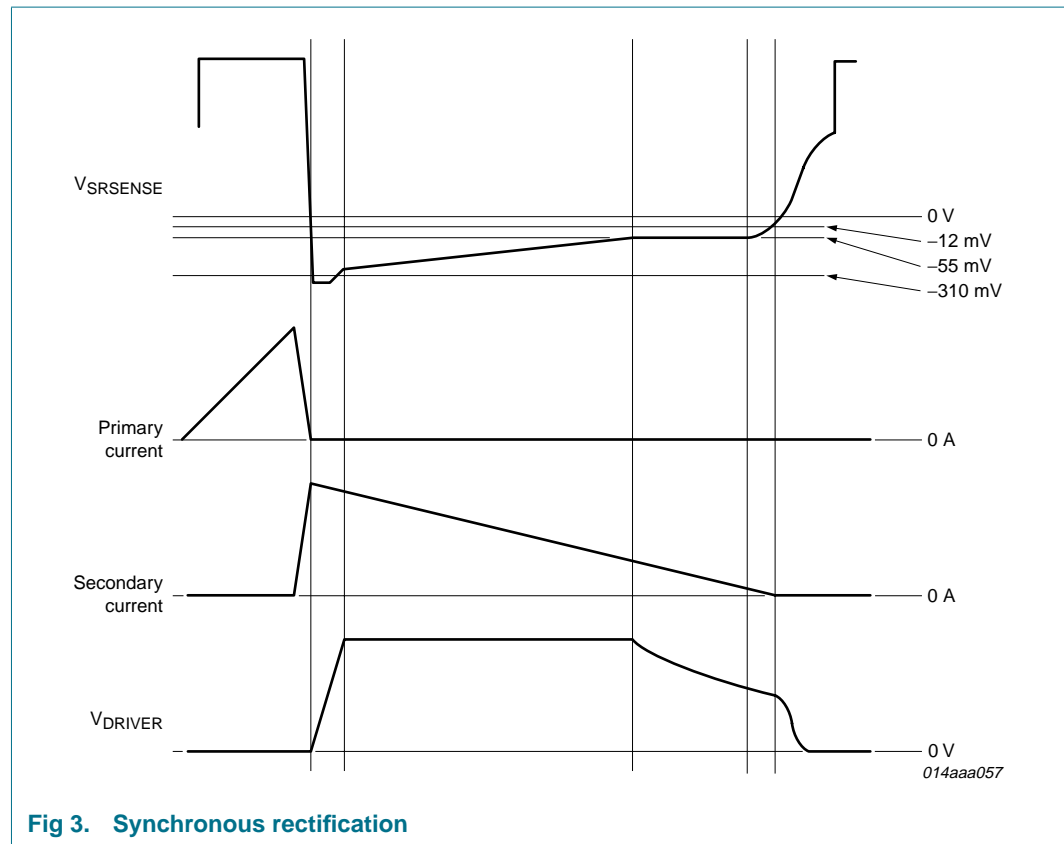 VSRSENSE
0 V
−12 mV
−55 mV
−310 mV
Primary
current
0 A
Secondary
current
0 A
VDRIVER
0 V
014aaa057
Fig 3. Synchronous rectification